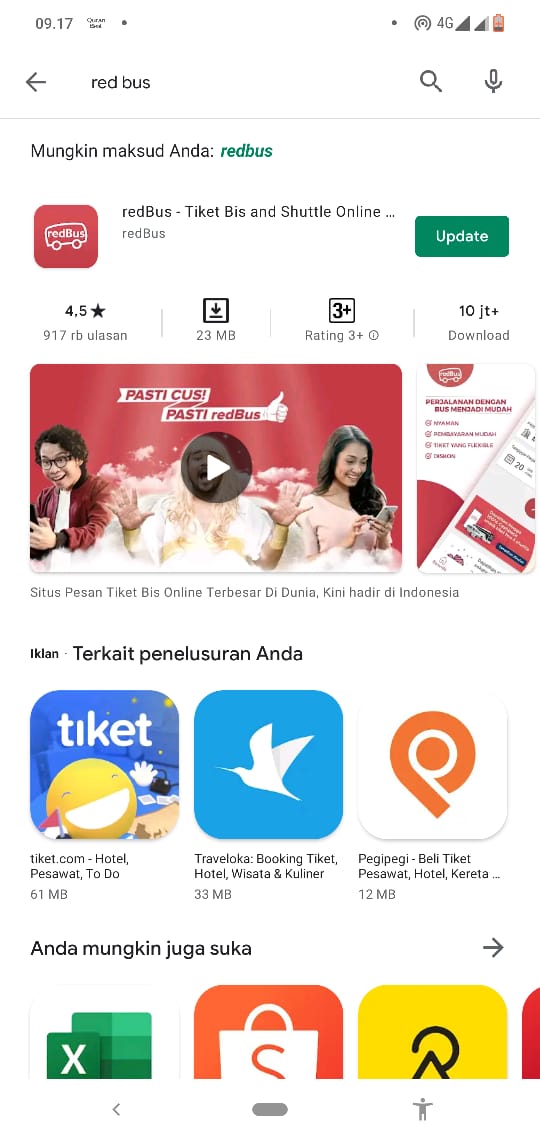 09.17
4G
red bus
Mungkin maksud Anda: redbus
redBus
redBus - Tiket Bis and Shuttle Online ...
redBus
Update
4,5★
917 rb ulasan
23 MB
3+
Rating 3+
10 jt+
Download
PASTI CUS!
PASTI redBus
redBus
PERJALANAN DENGAN
BUS MENJADI MUDAH
NYAMAN
PEMBAYARAN MUDAH
TIKET YANG FLEXIBLE
DISKON
20
Situs Pesan Tiket Bis Online Terbesar Di Dunia, Kini hadir di Indonesia
Iklan · Terkait penelusuran Anda
tiket
tiket.com - Hotel,
Pesawat, To Do
61 MB
Traveloka: Booking Tiket,
Hotel, Wisata & Kuliner
33 MB
Pegipegi - Beli Tiket
Pesawat, Hotel, Kereta ...
12 MB
Anda mungkin juga suka
X
S